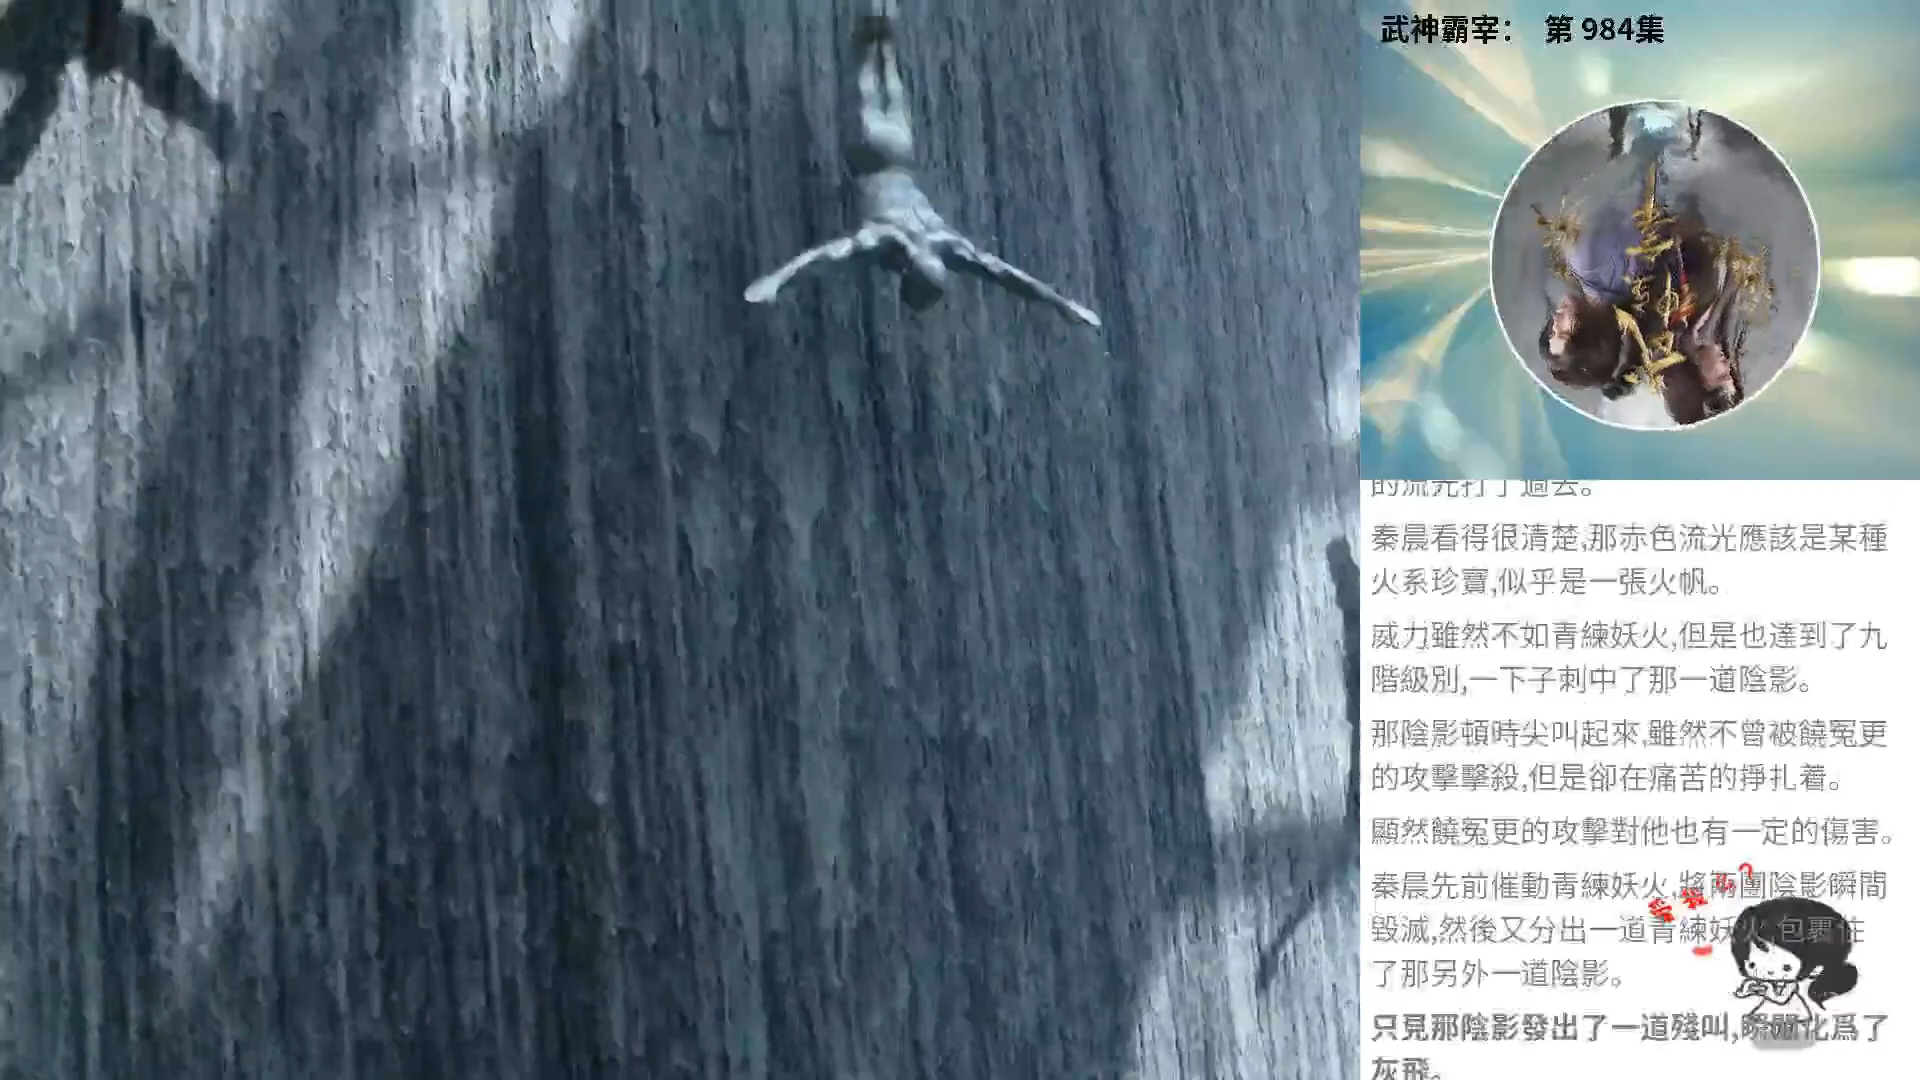 武神霸宰： 第 984集
的流光打了過去。
秦晨看得很清楚,那赤色流光應該是某種
火系珍寶,似乎是一張火帆。
威力雖然不如青練妖火,但是也達到了九
階級別,一下子刺中了那一道陰影。
那陰影頓時尖叫起來,雖然不曾被饒冤更
的攻擊擊殺,但是卻在痛苦的掙扎着。
顯然饒冤更的攻擊對他也有一定的傷害。
秦晨先前催動青練妖火,將兩團陰影瞬間
毀滅,然後又分出一道青練妖火,包裹住
了那另外一道陰影。
只見那陰影發出了一道殘叫,瞬間化爲了
灰飛。